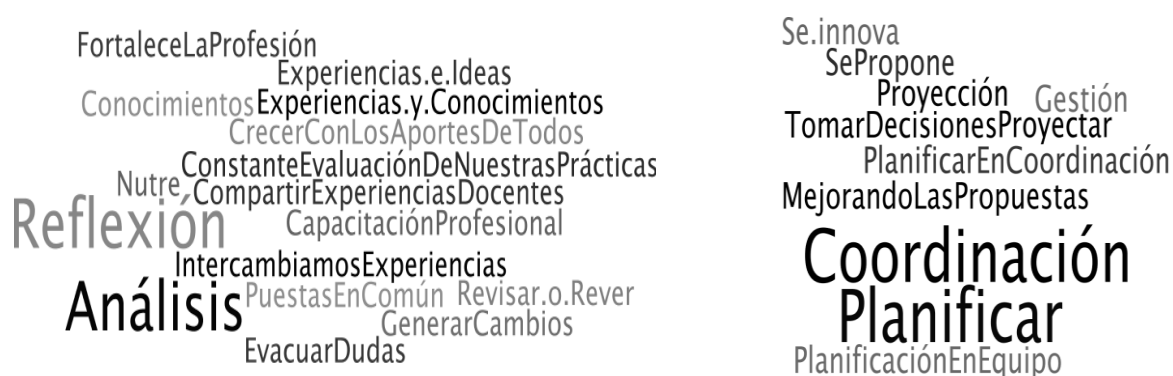 FortaleceLaProfesión
Experiencias.e.Ideas
Conocimientos Experiencias.y.Conocimientos
CrecerConLosAportesDeTodos
ConstanteEvaluaciónDeNuestrasPrácticas
Nutre CompartirExperienciasDocentes
Reflexión CapacitaciónProfesional
IntercambiamosExperiencias
Análisis PuestasEnComún Revisar.o.Rever
GenerarCambios
EvacuarDudas
Se.innova
SePropone
Proyección Gestión
TomarDecisionesProyectar
PlanificarEnCoordinación
MejorandoLasPropuestas
Coordinación
Planificar
PlanificaciónEnEquipo